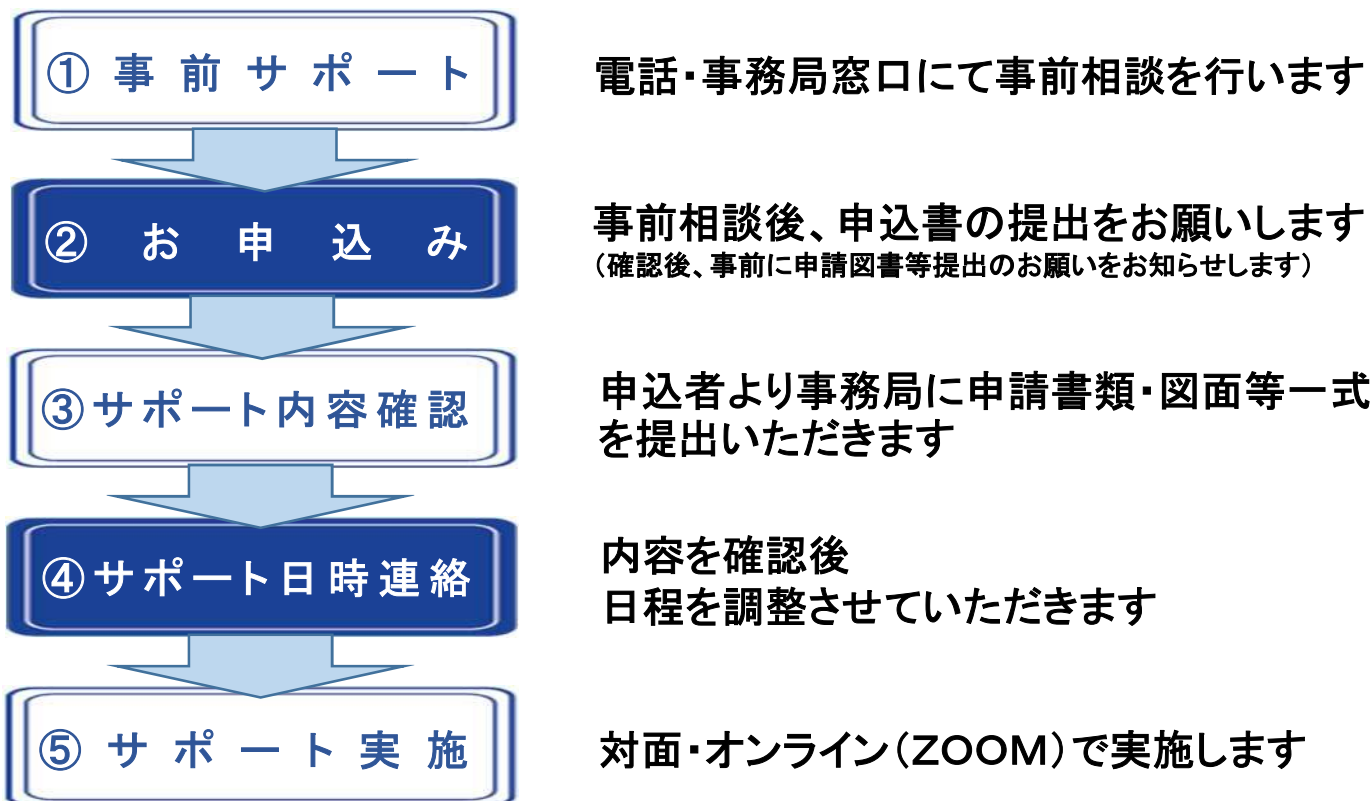 ①事前サポート
電話・事務局窓口にて事前相談を行います
②お申込み
事前相談後、申込書の提出をお願いします
（確認後、事前に申請図書等提出のお願いをお知らせします）
③サポート内容確認
申込者より事務局に申請書類・図面等一式
を提出いただきます
④サポート日時連絡
内容を確認後
日程を調整させていただきます
⑤サポート実施
対面・オンライン（ZOOM）で実施します